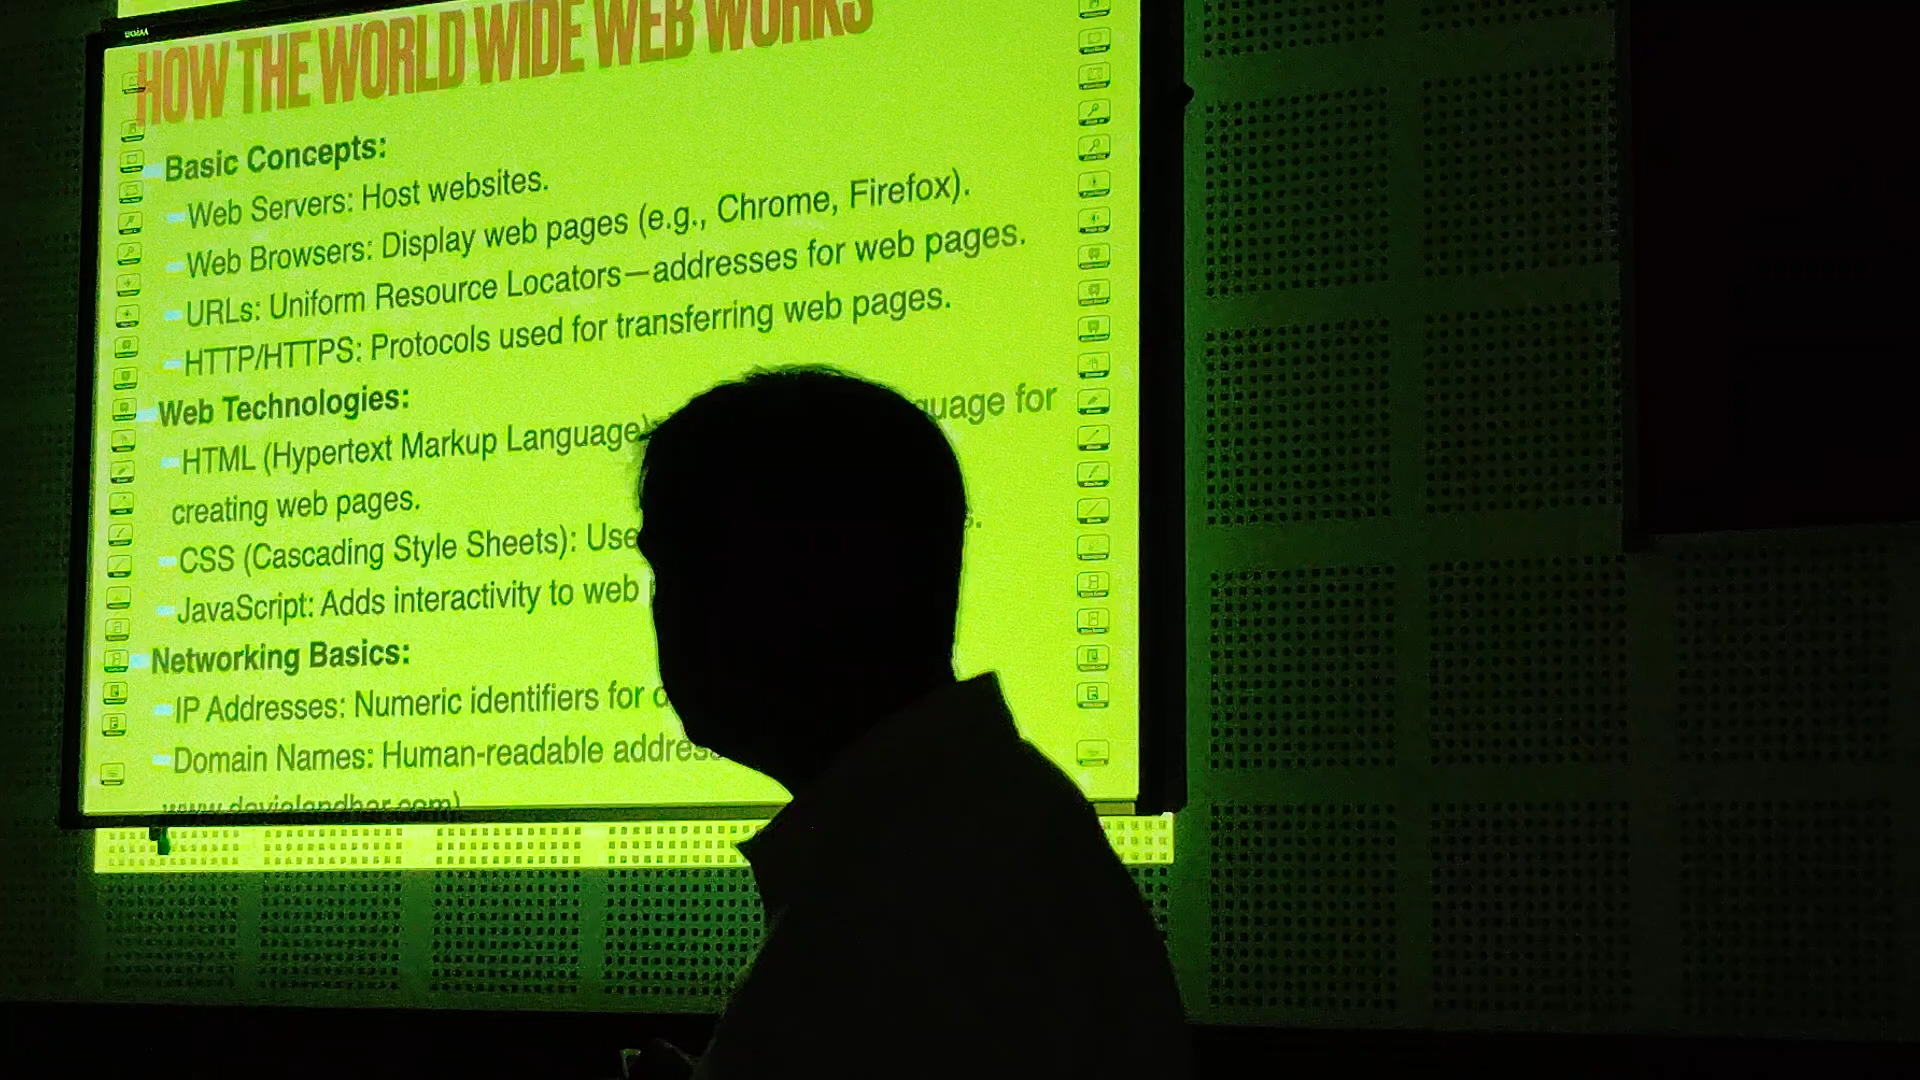 HOW THE WORLD WIDE WEB WORKS
Basic Concepts:
Web Servers: Host websites.
Web Browsers: Display web pages (e.g., Chrome, Firefox).
URLs: Uniform Resource Locators—addresses for web pages.
HTTP/HTTPS: Protocols used for transferring web pages.
Web Technologies:
HTML (Hypertext Markup Language) for
creating web pages.
CSS (Cascading Style Sheets):
JavaScript: Adds interactivity to web
Networking Basics:
IP Addresses: Numeric identifiers for
Domain Names: Human-readable